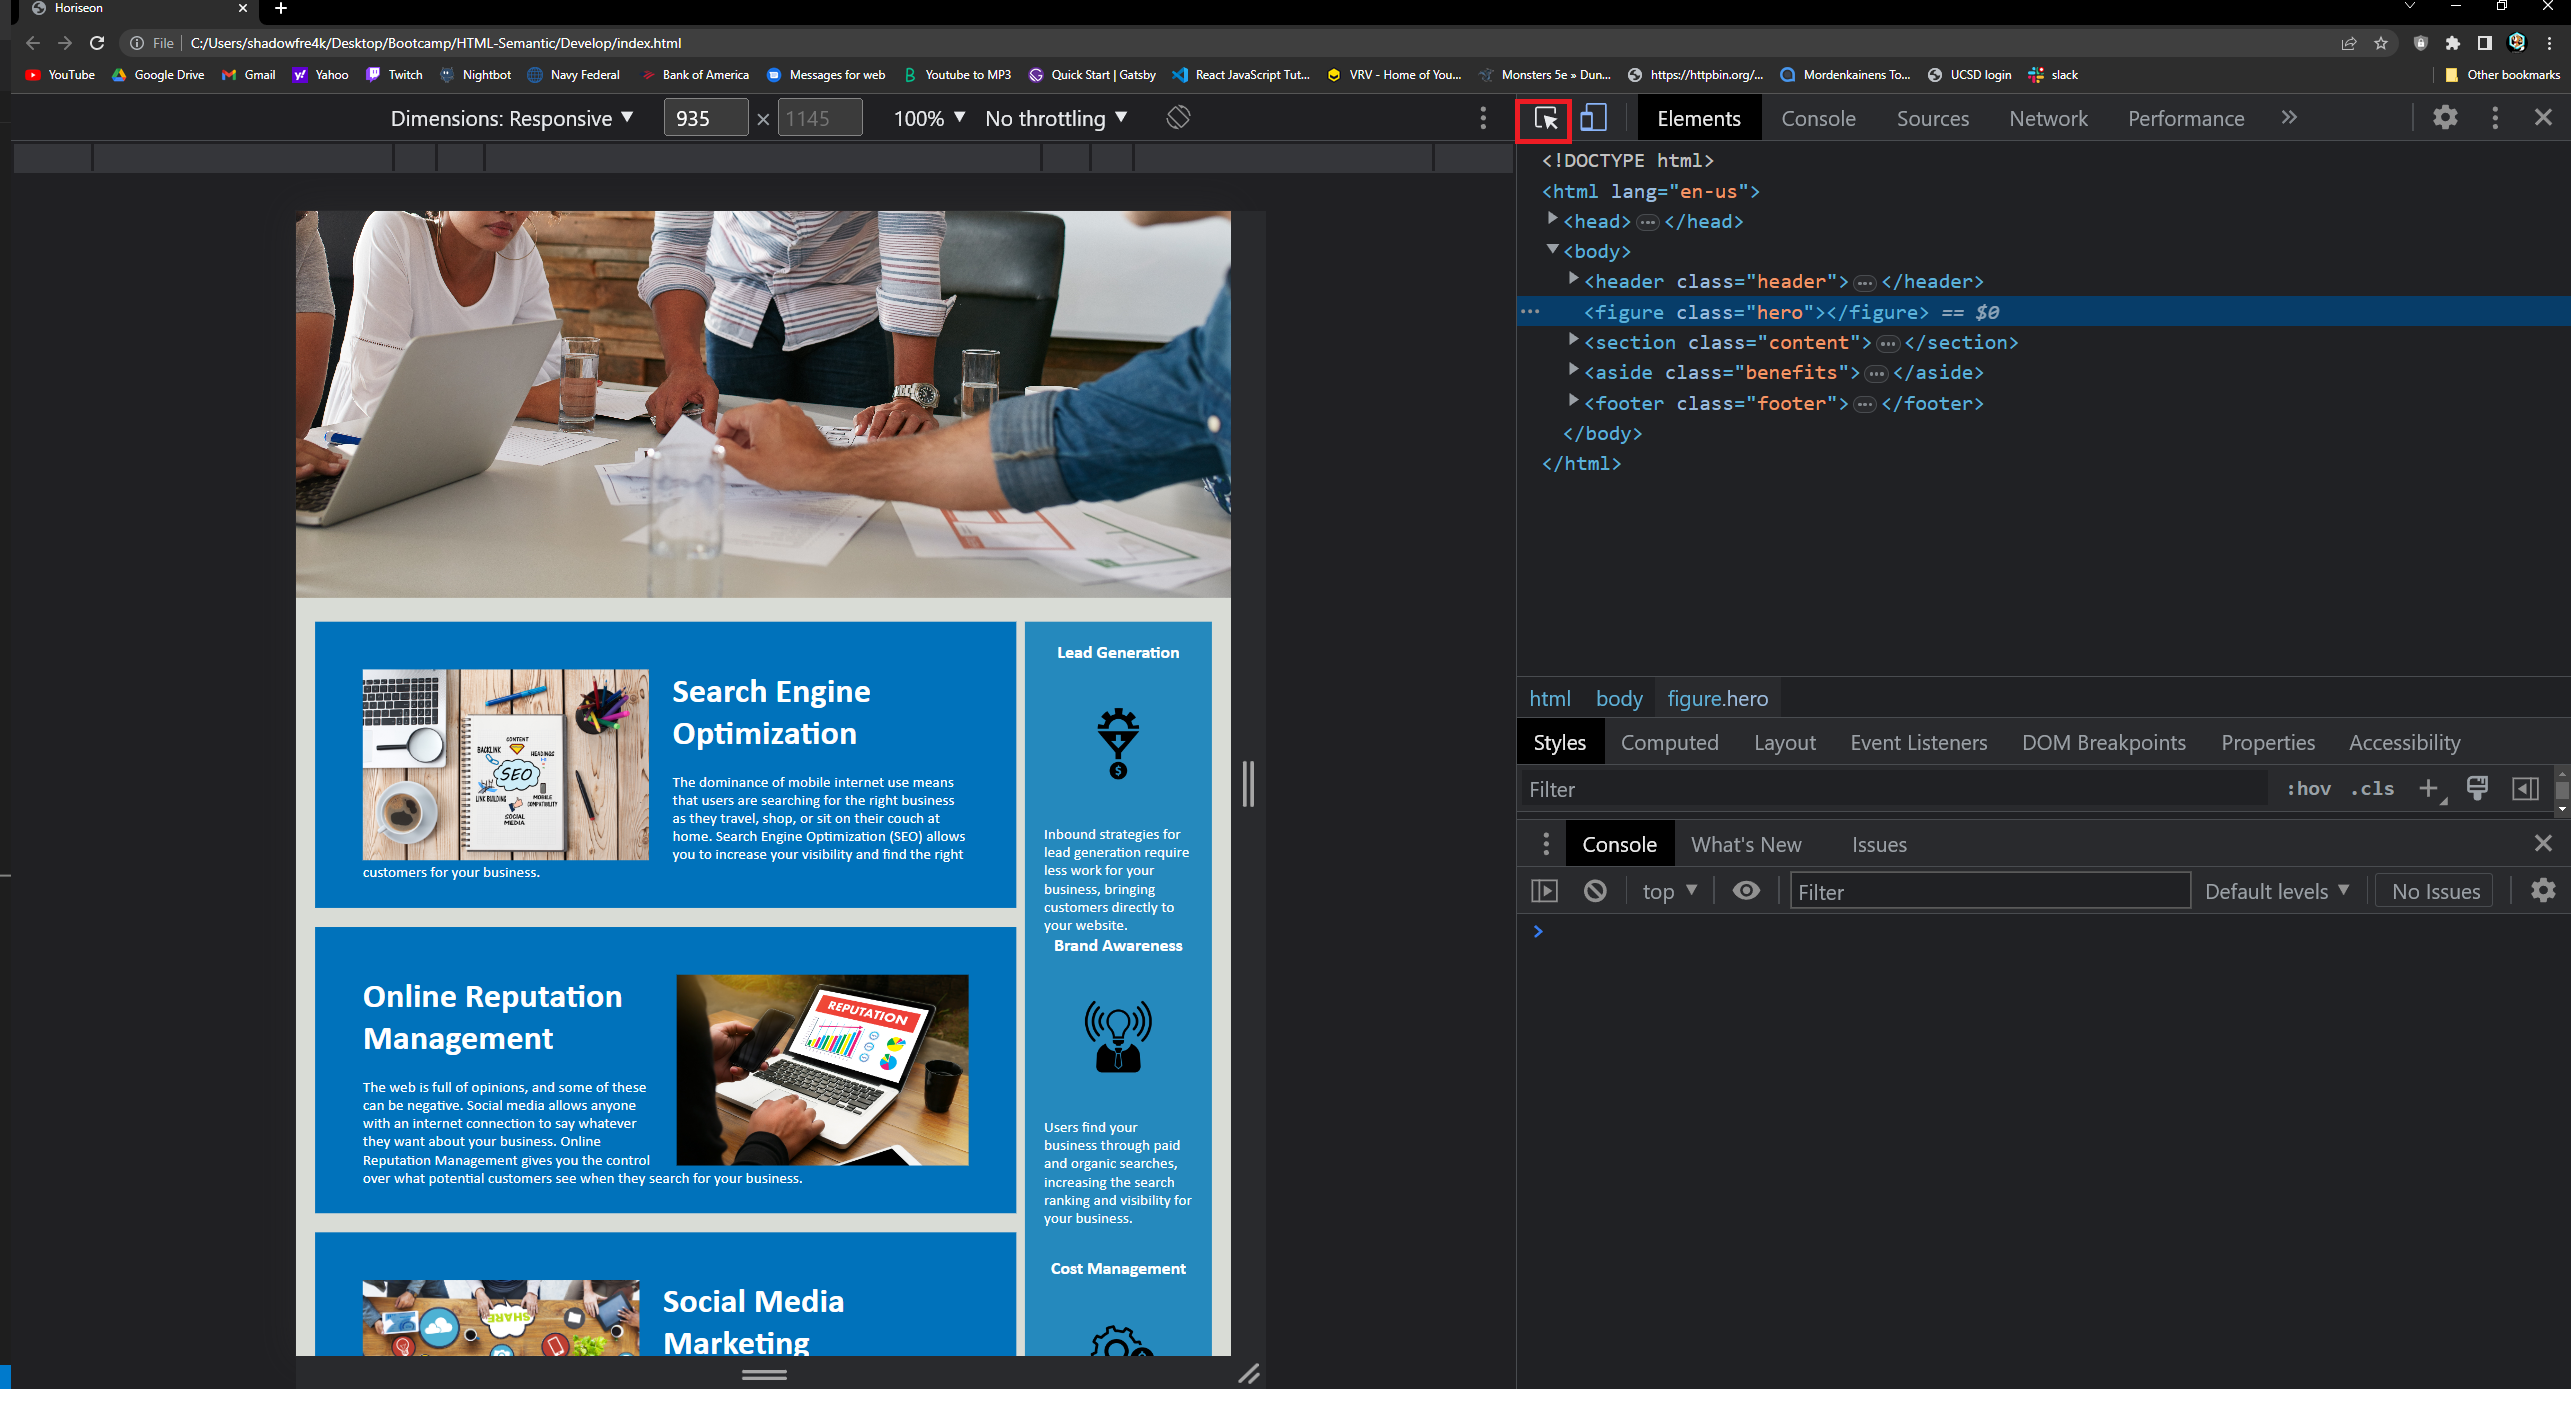 Horiseon
File
C:/Users/shadowfre4k/Desktop/Bootcamp/HTML-Semantic/Develop/index.html
YouTube Google Drive Gmail Yahoo Twitch Nightbot Navy Federal Bank of America Messages for web Youtube to MP3 Quick Start | Gatsby React JavaScript Tut... VRV - Home of You... Monsters 5e » Dun... https://httpbin.org/... Mordenkainens To... UCSD login slack Other bookmarks
Dimensions: Responsive ▼ 935 × 1145 100% ▼ No throttling ▼
Elements Console Sources Network Performance »
<!DOCTYPE html>
<html lang="en-us">
<head>…</head>
<body>
<header class="header">…</header>
<figure class="hero"></figure> == $0
<section class="content">…</section>
<aside class="benefits">…</aside>
<footer class="footer">…</footer>
</body>
</html>
html body figure.hero
Styles Computed Layout Event Listeners DOM Breakpoints Properties Accessibility
Filter :hov .cls
Console What's New Issues
top ▼ Filter Default levels ▼ No Issues
Search Engine
Optimization
The dominance of mobile internet use means
that users are searching for the right business
as they travel, shop, or sit on their couch at
home. Search Engine Optimization (SEO) allows
you to increase your visibility and find the right
customers for your business.
CONTENT
BACKLINK
HEADINGS
SEO
LINK BUILDING
MOBILE
COMPATIBILITY
SOCIAL
MEDIA
Online Reputation
Management
The web is full of opinions, and some of these
can be negative. Social media allows anyone
with an internet connection to say whatever
they want about your business. Online
Reputation Management gives you the control
over what potential customers see when they search for your business.
REPUTATION
Social Media
Marketing
SHARE
Lead Generation
$
Inbound strategies for
lead generation require
less work for your
business, bringing
customers directly to
your website.
Brand Awareness
Users find your
business through paid
and organic searches,
increasing the search
ranking and visibility for
your business.
Cost Management